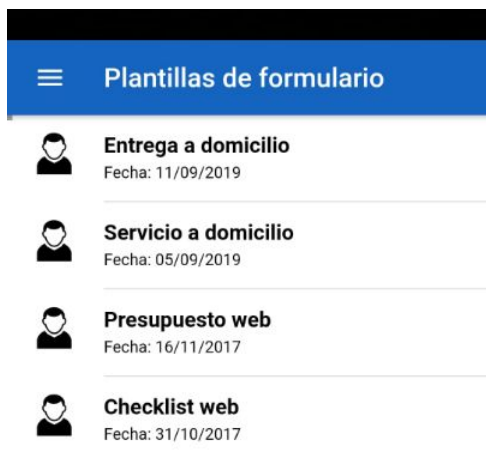 Plantillas de formulario
Entrega a domicilio
Fecha: 11/09/2019
Servicio a domicilio
Fecha: 05/09/2019
Presupuesto web
Fecha: 16/11/2017
Checklist web
Fecha: 31/10/2017